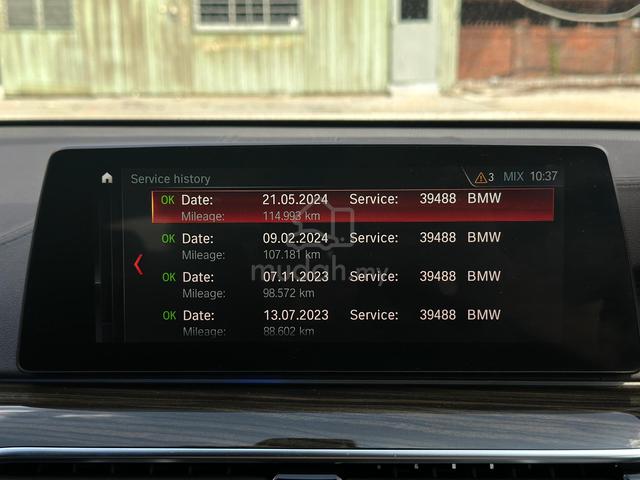 Service history 3 MIX 10:37
OK Date: 21.05.2024 Service: 39488 BMW
Mileage: 114.993 km
OK Date: 09.02.2024 Service: 39488 BMW
Mileage: 107.181 km
mudah.my
OK Date: 07.11.2023 Service: 39488 BMW
Mileage: 98.572 km
OK Date: 13.07.2023 Service: 39488 BMW
Mileage: 88.602 km